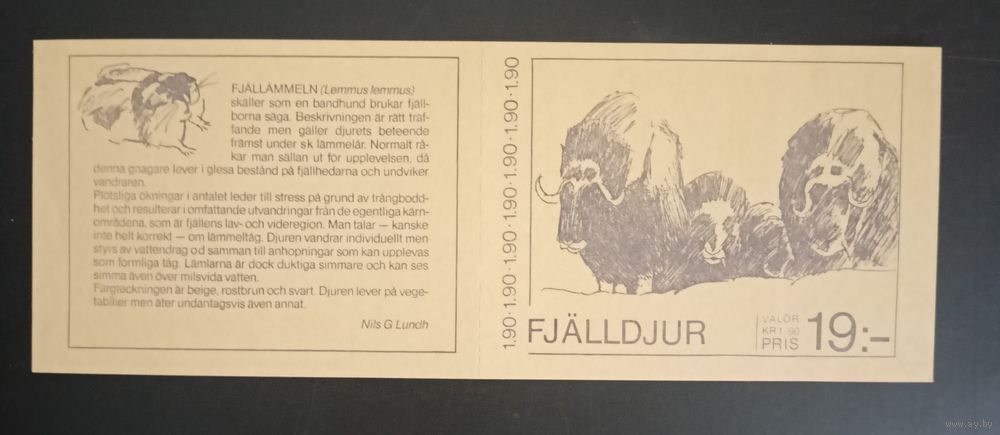 FJÄLLÄMMELN (Lemmus lemmus)
skäller som en bandhund brukar fjäll-
borna säga. Beskrivningen är rätt träf-
fande men gäller djurets beteende
främst under s k lämmelår. Normalt rå-
kar man sällan ut för upplevelsen, då
denna gnagare lever i glesa bestånd på fjällhedarna och undviker
vandraren.
Plötsliga ökningar i antalet leder till stress på grund av trångbodd-
het och resulterar i omfattande utvandringar från de egentliga kärn-
områdena, som är fjällens lav- och videregion. Man talar — kanske
inte helt korrekt — om lämmeltåg. Djuren vandrar individuellt men
styrs av vattendrag od samman till anhopningar som kan upplevas
som formliga tåg. Lämlarna är dock duktiga simmare och kan ses
simma även över milsvida vatten.
Färgteckningen är beige, rostbrun och svart. Djuren lever på vege-
tabilier men äter undantagsvis även annat.
Nils G Lundh
1.90·1.90·1.90·1.90·1.90·1.90·1.90
FJÄLLDJUR
VALÖR
KR 1.90
PRIS
19:–
www.ay.by